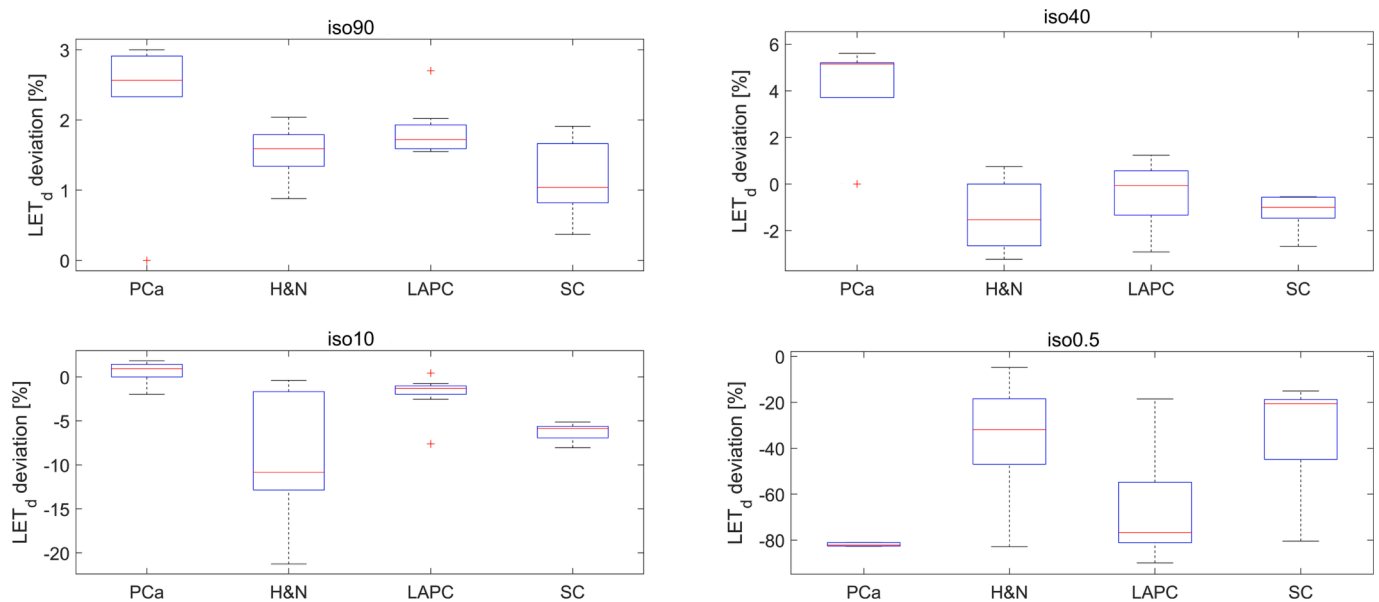 iso90
LET_d deviation [%]
3
2
1
0
PCa H&N LAPC SC
iso40
LET_d deviation [%]
6
4
2
0
-2
PCa H&N LAPC SC
iso10
LET_d deviation [%]
0
-5
-10
-15
-20
PCa H&N LAPC SC
iso0.5
LET_d deviation [%]
0
-20
-40
-60
-80
PCa H&N LAPC SC